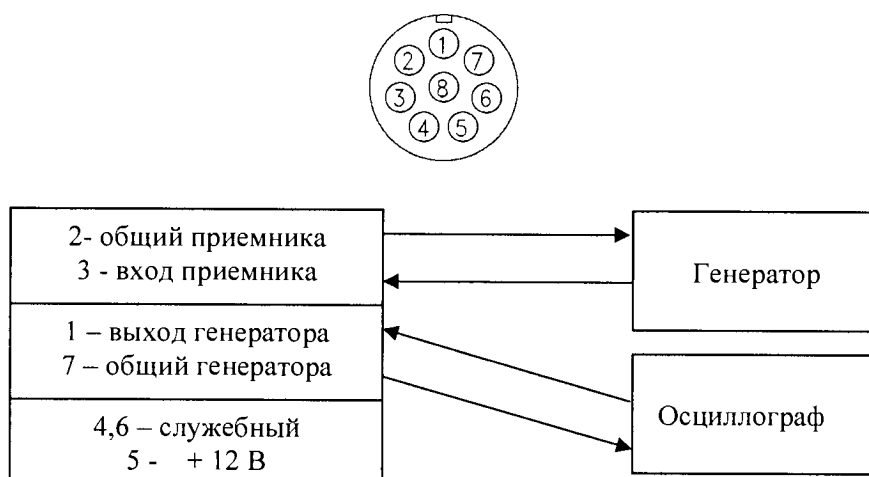 1
2
7
8
3
6
4
5
2- общий приемника
3 - вход приемника
Генератор
1 – выход генератора
7 – общий генератора
Осциллограф
4,6 – служебный
5 - + 12 В